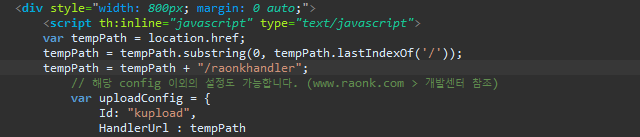 <div style="width: 800px; margin: 0 auto;">
<script th:inline="javascript" type="text/javascript">
var tempPath = location.href;
tempPath = tempPath.substring(0, tempPath.lastIndexOf('/'));
tempPath = tempPath + "/raonkhandler";
// 해당 config 이외의 설정도 가능합니다. (www.raonk.com > 개발센터 참조)
var uploadConfig = {
Id: "kupload",
HandlerUrl : tempPath